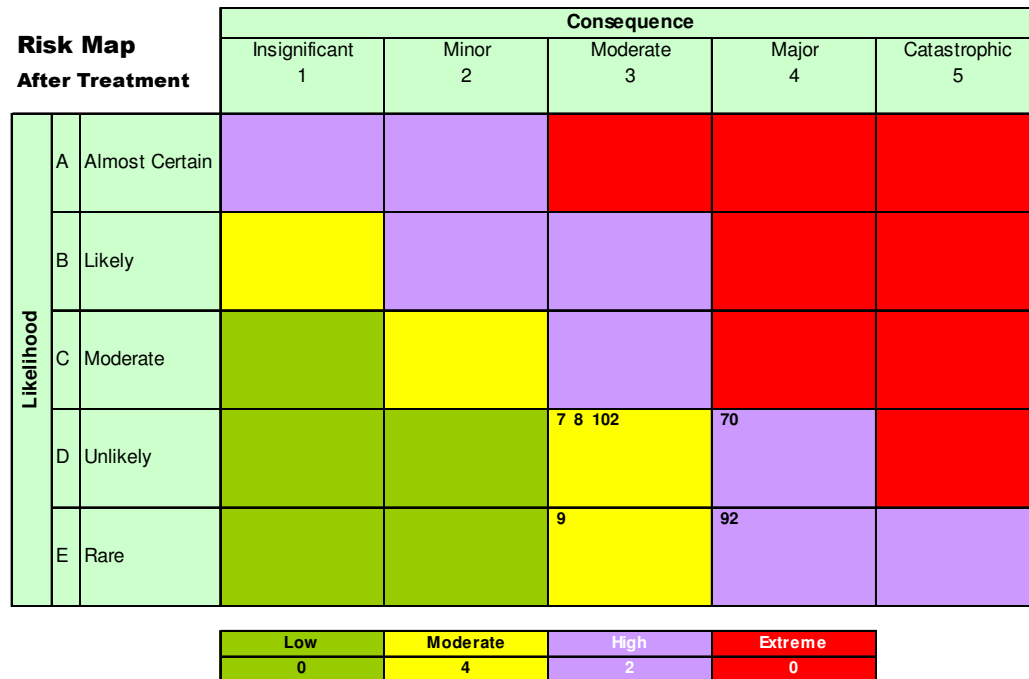 Risk Map
After Treatment
Consequence
Insignificant Minor Moderate Major Catastrophic
1 2 3 4 5
Likelihood
A Almost Certain
B Likely
C Moderate
D Unlikely 7 8 102 70
E Rare 9 92
Low Moderate High Extreme
0 4 2 0